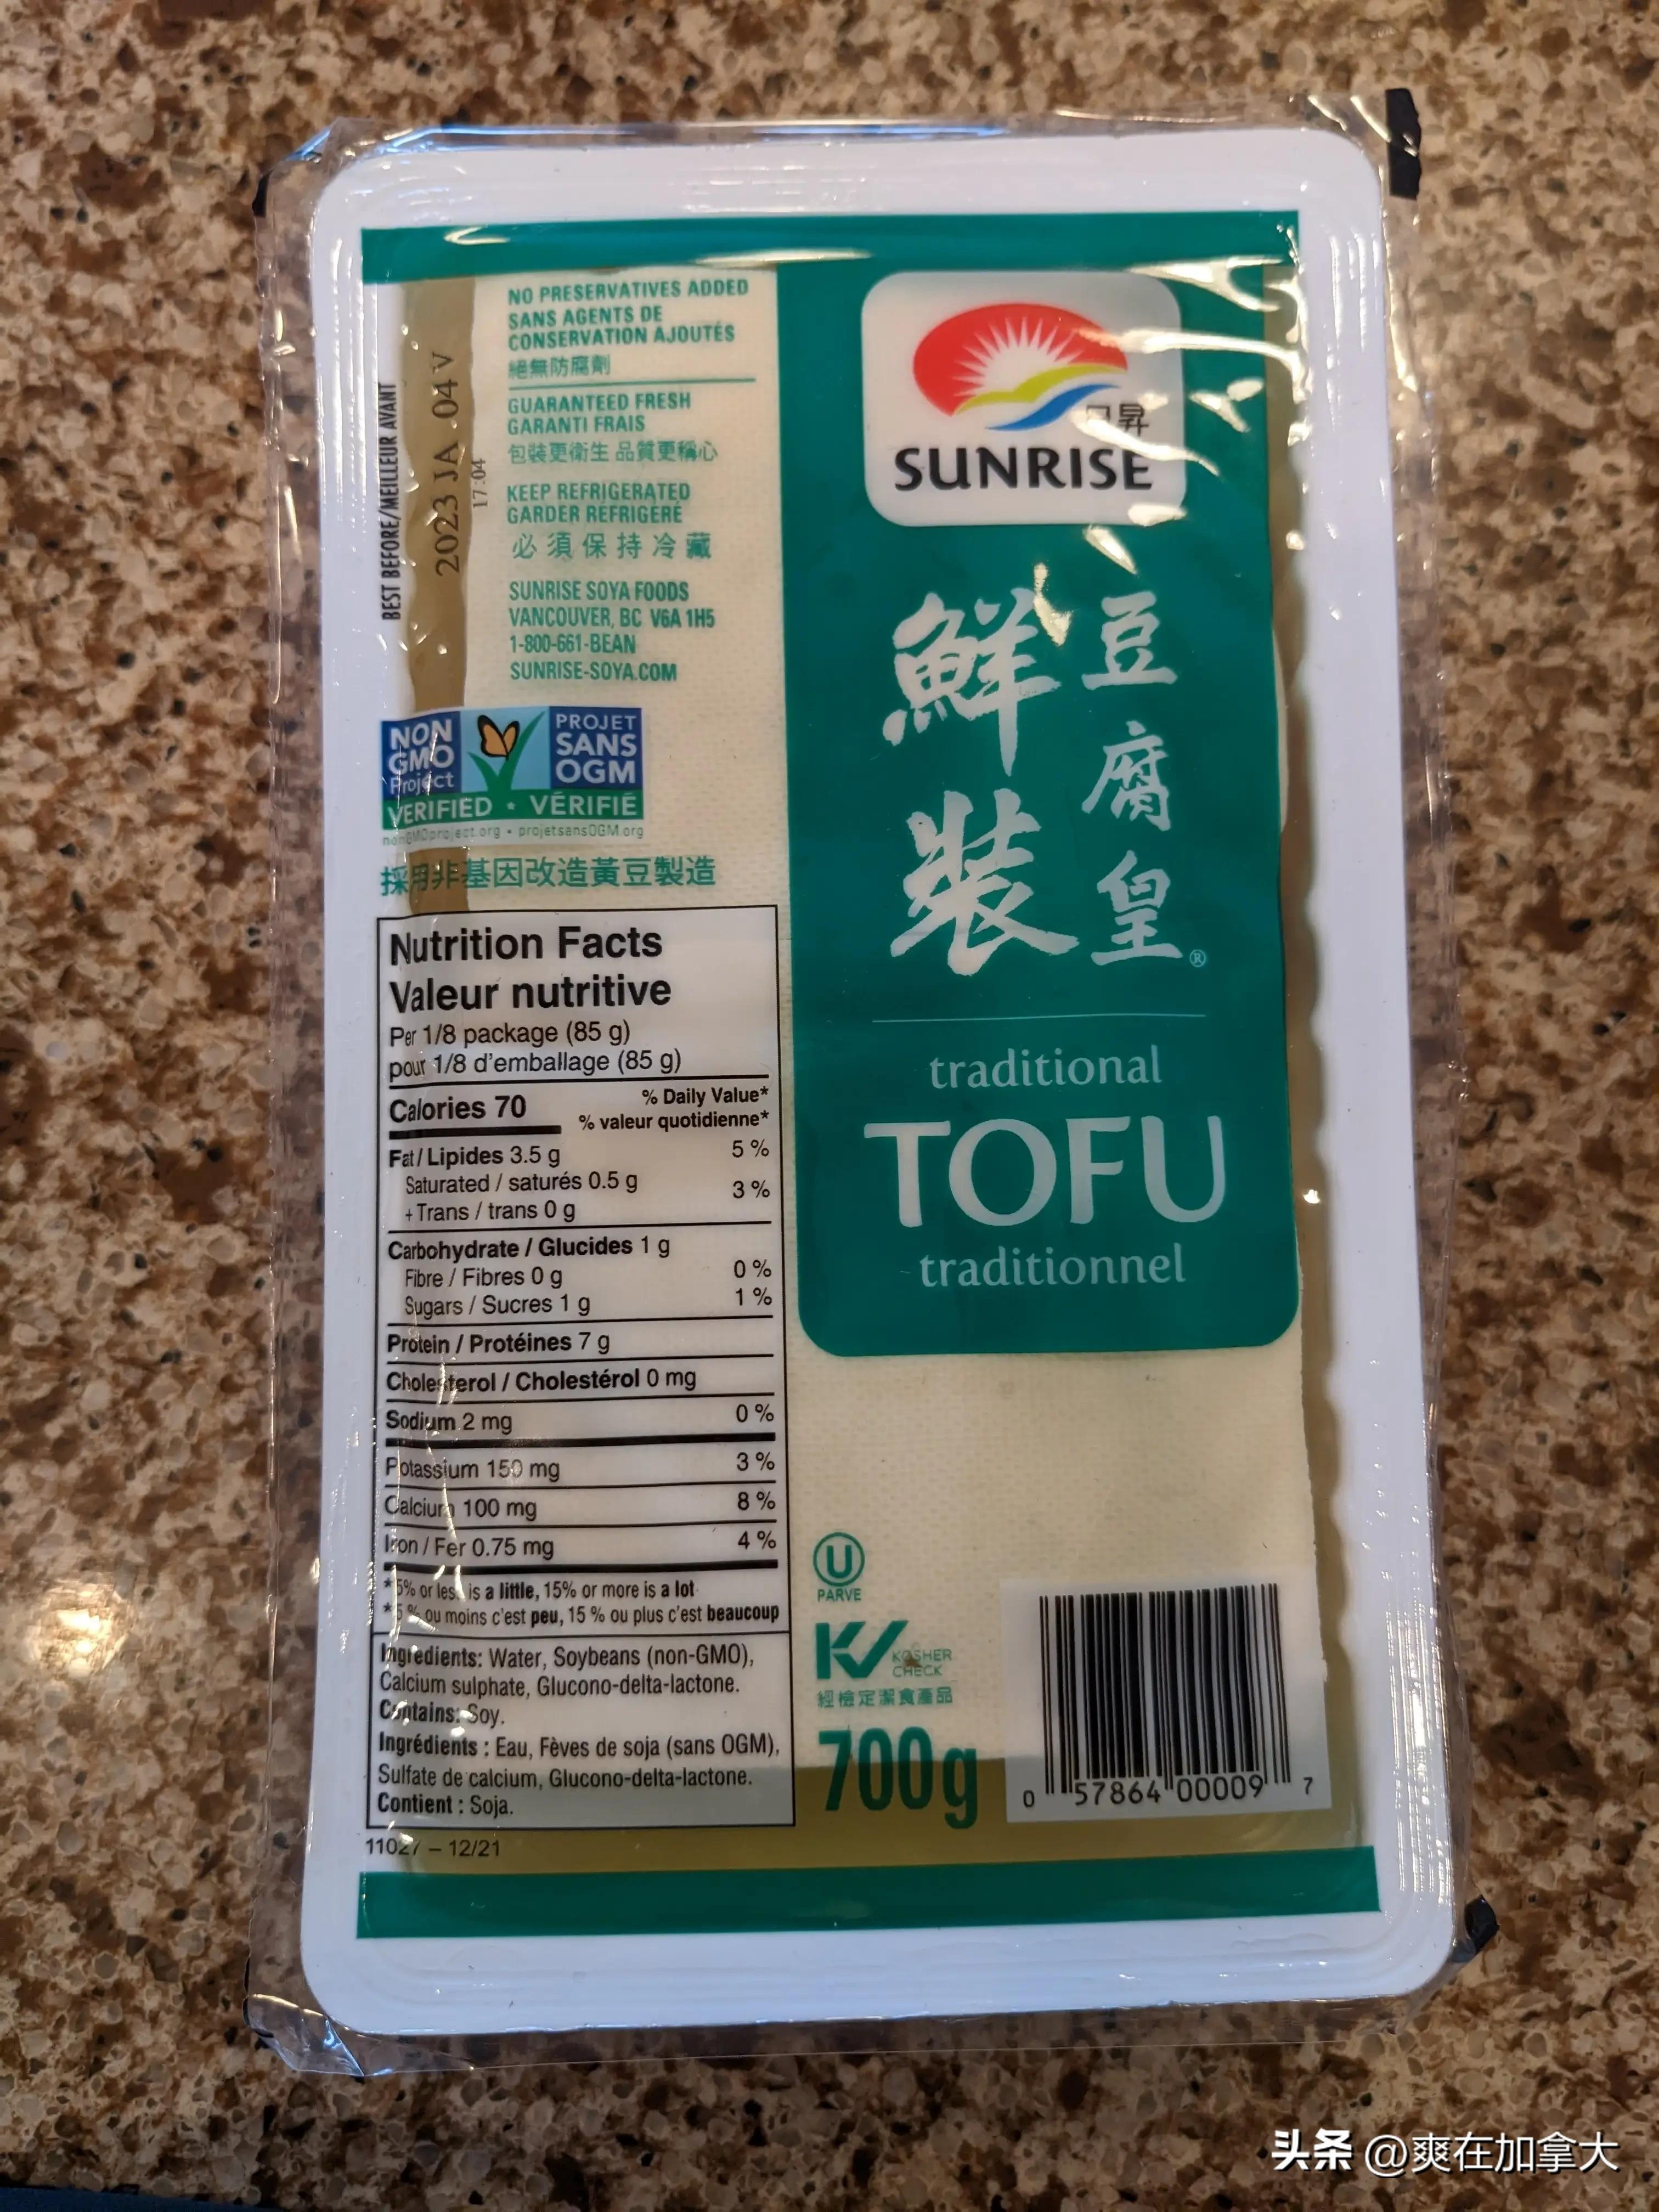 NO PRESERVATIVES ADDED
SANS AGENTS DE
CONSERVATION AJOUTÉS
絕無防腐劑
GUARANTEED FRESH
GARANTI FRAIS
包裝更衛生 品質更稱心
KEEP REFRIGERATED
GARDER RÉFRIGÉRÉ
必須保持冷藏
SUNRISE SOYA FOODS
VANCOUVER, BC V6A 1H5
1-800-661-BEAN
SUNRISE-SOYA.COM
BEST BEFORE/MEILLEUR AVANT
2023 JA .04 V
17:04
NON
GMO
Project
VERIFIED
PROJET
SANS
OGM
VÉRIFIÉ
nonGMOproject.org • projetsansOGM.org
採用非基因改造黃豆製造
Nutrition Facts
Valeur nutritive
Per 1/8 package (85 g)
pour 1/8 d'emballage (85 g)
Calories 70
% Daily Value*
% valeur quotidienne*
Fat / Lipides 3.5 g 5 %
Saturated / saturés 0.5 g
+ Trans / trans 0 g 3 %
Carbohydrate / Glucides 1 g
Fibre / Fibres 0 g 0 %
Sugars / Sucres 1 g 1 %
Protein / Protéines 7 g
Cholesterol / Cholestérol 0 mg
Sodium 2 mg 0 %
Potassium 150 mg 3 %
Calcium 100 mg 8 %
Iron / Fer 0.75 mg 4 %
*5% or less is a little, 15% or more is a lot
*5 % ou moins c'est peu, 15 % ou plus c'est beaucoup
Ingredients: Water, Soybeans (non-GMO),
Calcium sulphate, Glucono-delta-lactone.
Contains: Soy.
Ingrédients : Eau, Fèves de soja (sans OGM),
Sulfate de calcium, Glucono-delta-lactone.
Contient : Soja.
11027 – 12/21
日昇
SUNRISE
鮮裝
豆腐皇®
traditional
TOFU
traditionnel
U
PARVE
K
KOSHER
CHECK
經檢定潔食產品
700g
0 57864 00009 7
头条 @爽在加拿大